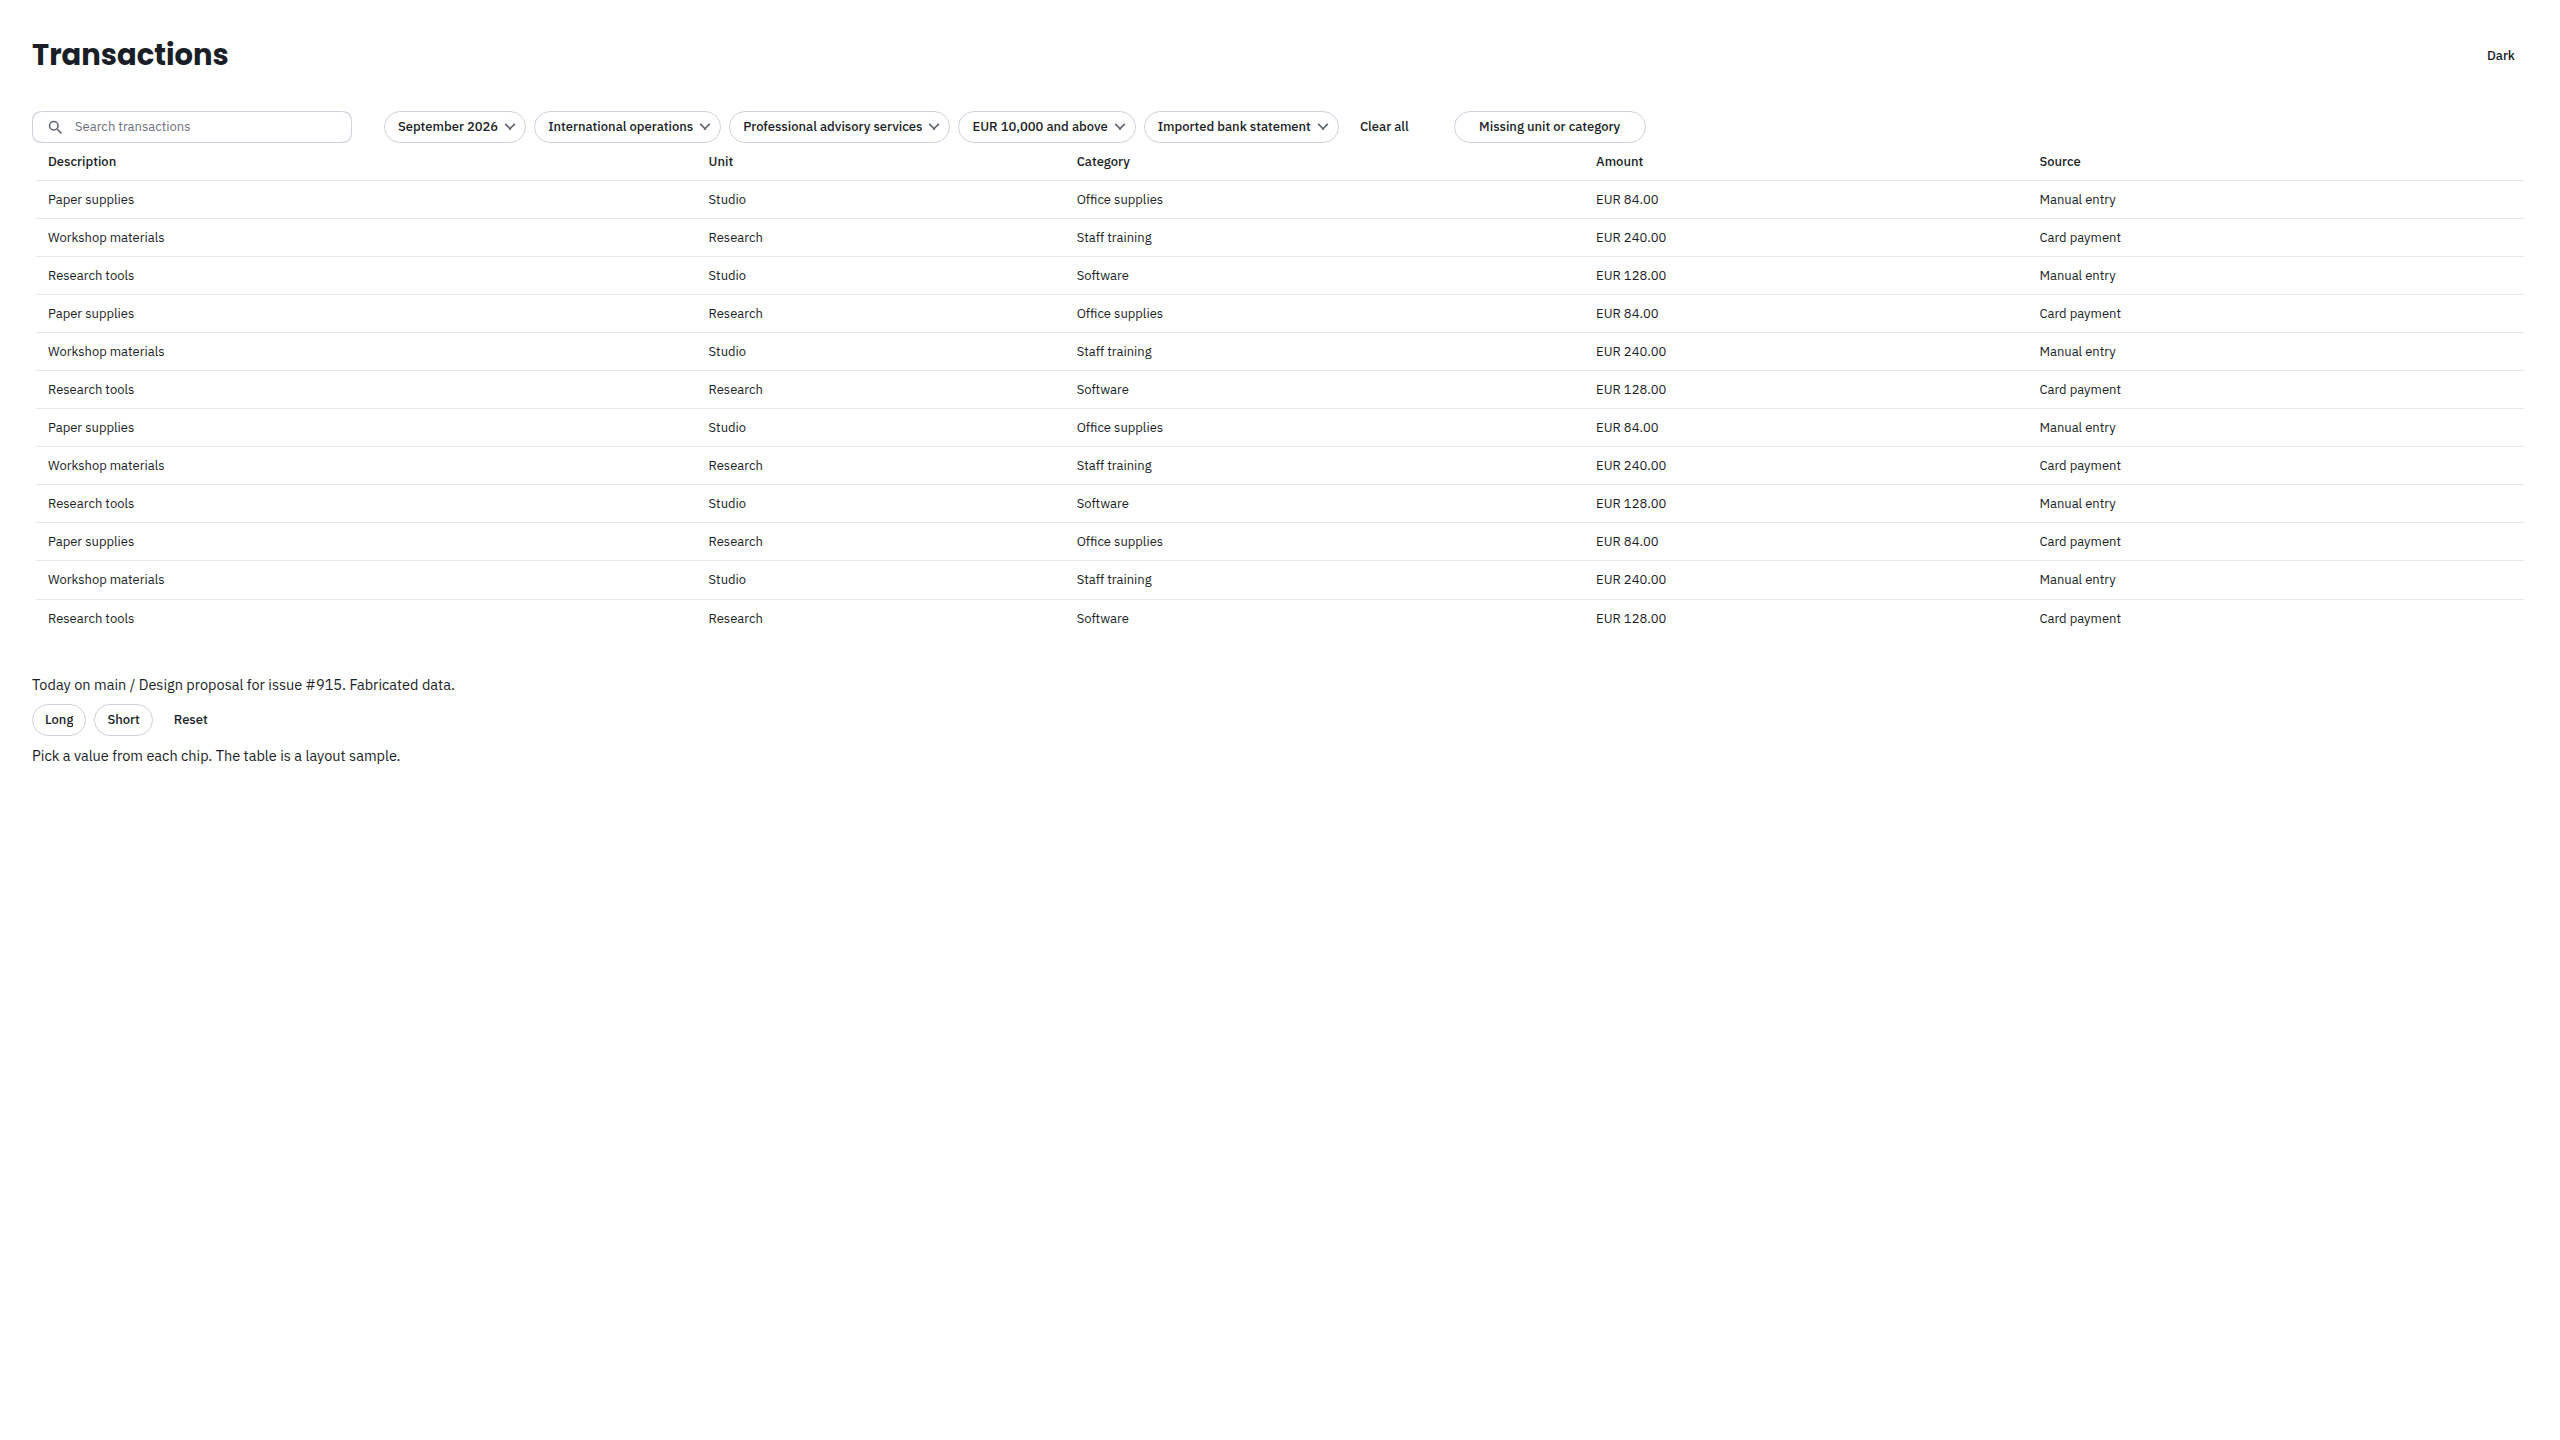 Transactions
Dark
Search transactions September 2026 International operations Professional advisory services EUR 10,000 and above Imported bank statement Clear all Missing unit or category
Description Unit Category Amount Source
Paper supplies Studio Office supplies EUR 84.00 Manual entry
Workshop materials Research Staff training EUR 240.00 Card payment
Research tools Studio Software EUR 128.00 Manual entry
Paper supplies Research Office supplies EUR 84.00 Card payment
Workshop materials Studio Staff training EUR 240.00 Manual entry
Research tools Research Software EUR 128.00 Card payment
Paper supplies Studio Office supplies EUR 84.00 Manual entry
Workshop materials Research Staff training EUR 240.00 Card payment
Research tools Studio Software EUR 128.00 Manual entry
Paper supplies Research Office supplies EUR 84.00 Card payment
Workshop materials Studio Staff training EUR 240.00 Manual entry
Research tools Research Software EUR 128.00 Card payment
Today on main / Design proposal for issue #915. Fabricated data.
Long Short Reset
Pick a value from each chip. The table is a layout sample.